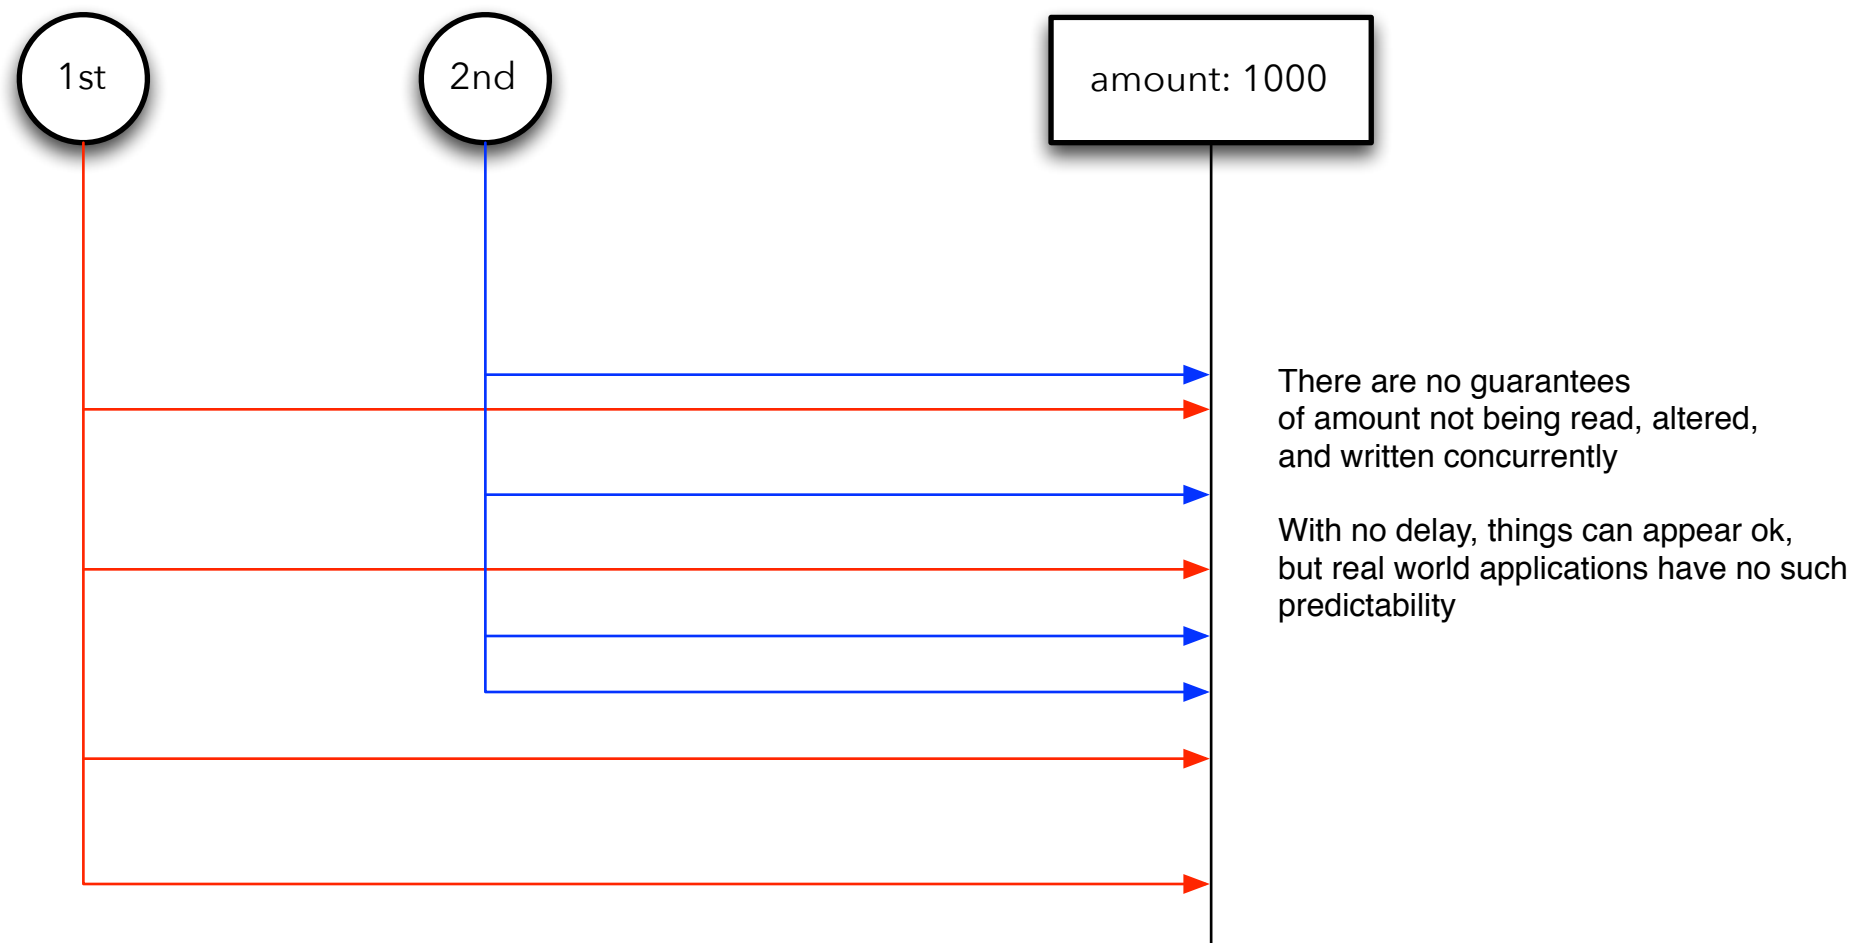 1st
2nd
amount: 1000
There are no guarantees
of amount not being read, altered,
and written concurrently
With no delay, things can appear ok,
but real world applications have no such
predictability